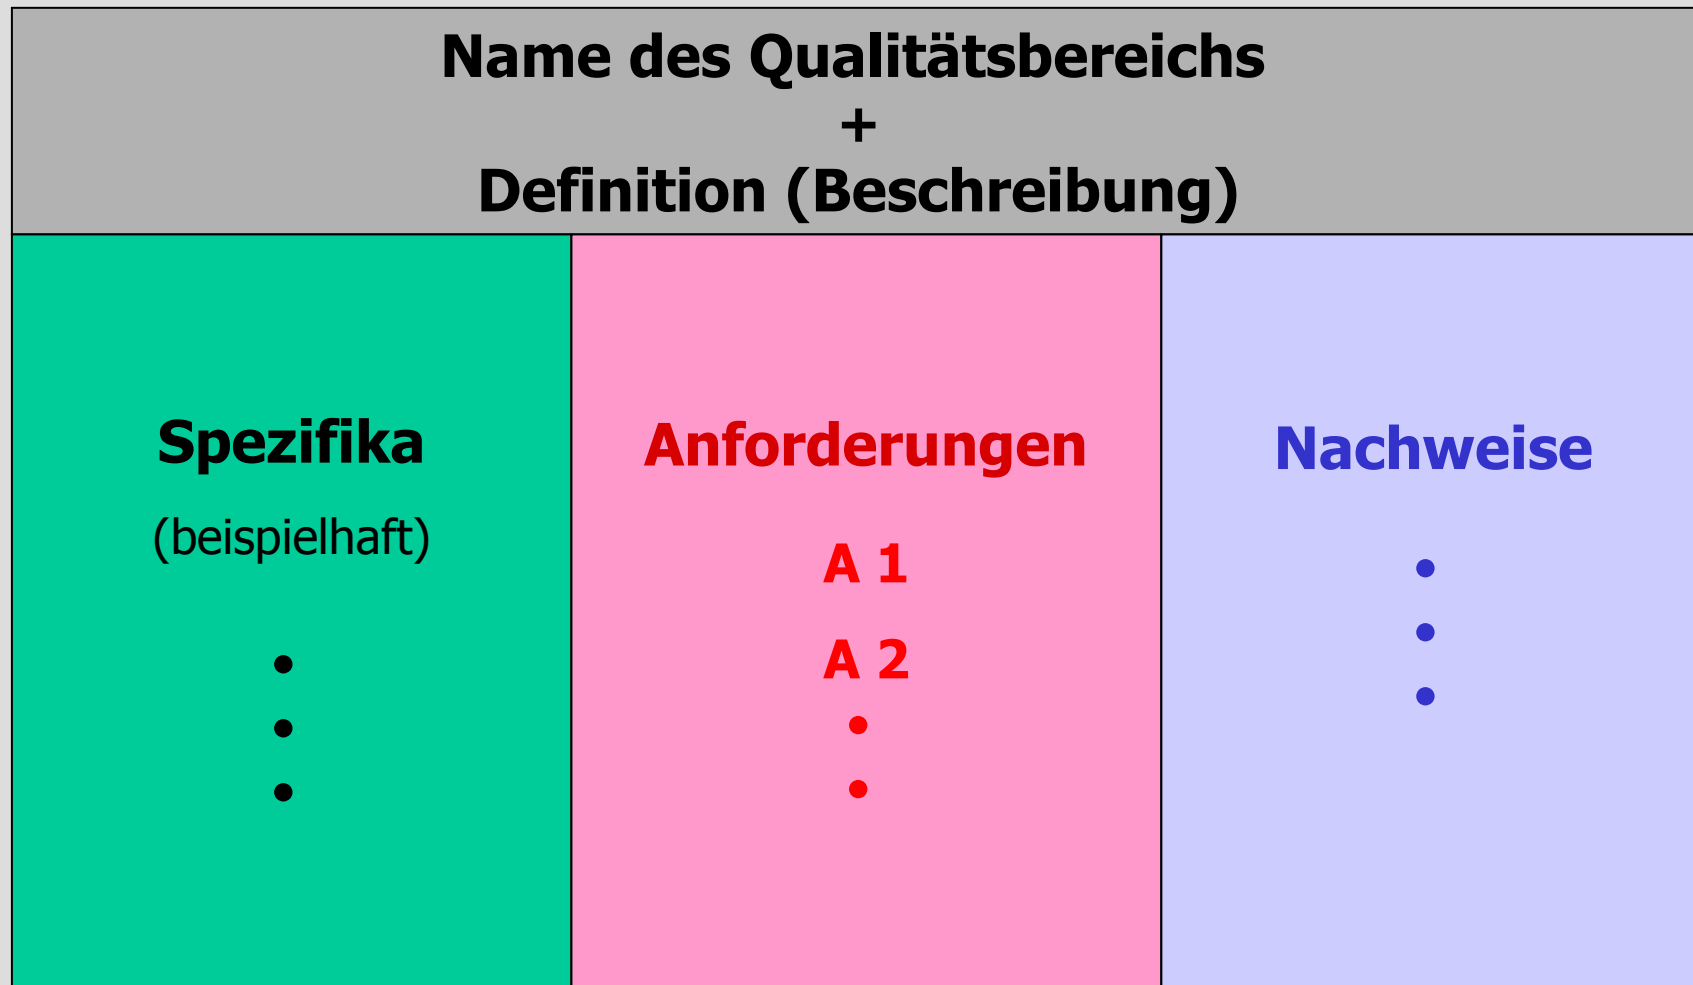 Name des Qualitätsbereichs
+
Definition (Beschreibung)
Spezifika
(beispielhaft)
•
•
•
Anforderungen
A 1
A 2
•
•
Nachweise
•
•
•